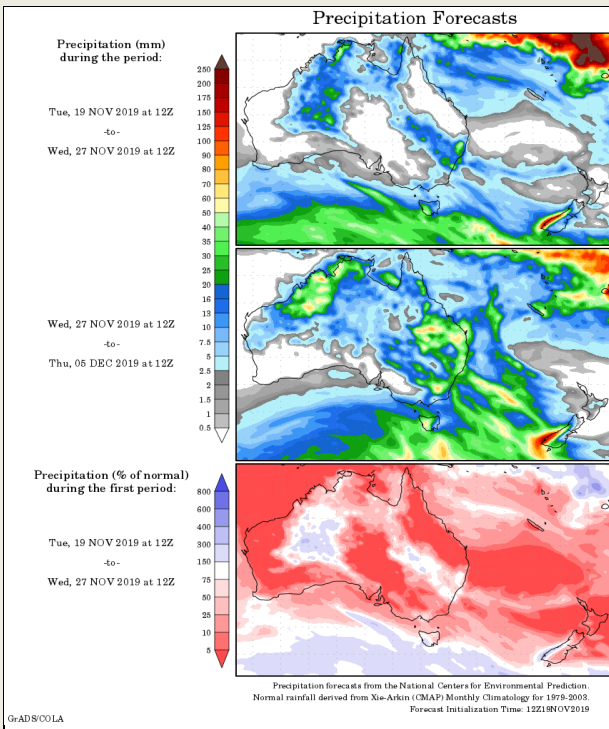 Precipitation Forecasts
Precipitation (mm)
during the period:
Tue, 19 NOV 2019 at 12Z
-to-
Wed, 27 NOV 2019 at 12Z
250
200
175
150
125
100
90
80
70
60
50
40
35
30
25
20
16
13
10
7.5
5
2.5
2
1.5
1
0.5
Wed, 27 NOV 2019 at 12Z
-to-
Thu, 05 DEC 2019 at 12Z
Precipitation (% of normal)
during the first period:
Tue, 19 NOV 2019 at 12Z
-to-
Wed, 27 NOV 2019 at 12Z
800
600
400
300
150
75
50
25
10
5
Precipitation forecasts from the National Centers for Environmental Prediction.
Normal rainfall derived from Xie-Arkin (CMAP) Monthly Climatology for 1979-2003.
Forecast Initialization Time: 12Z19NOV2019
GrADS/COLA